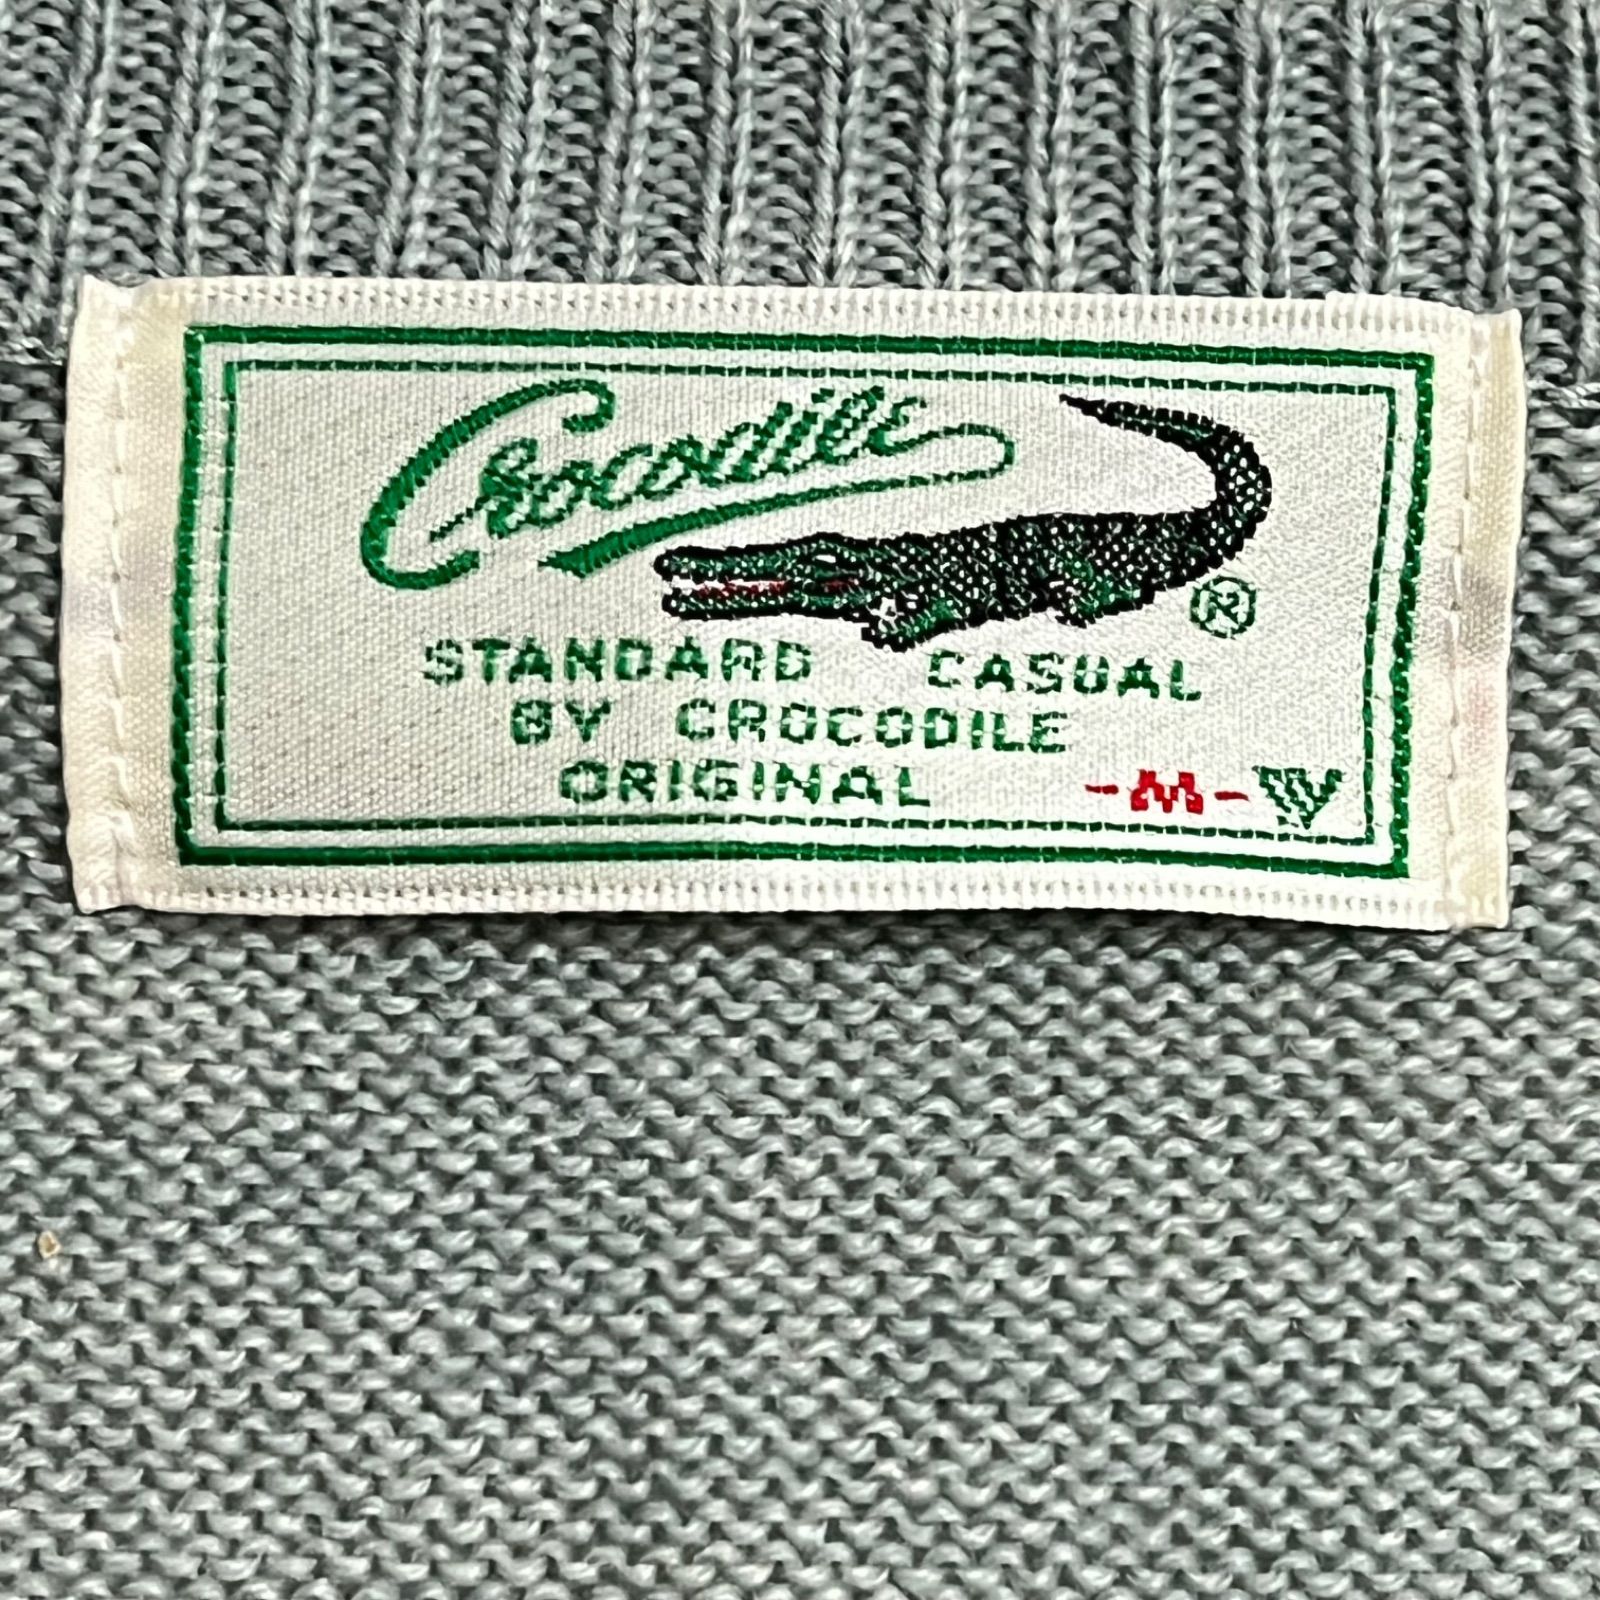 Crocodile
®
STANDARD CASUAL
BY CROCODILE
ORIGINAL -M-